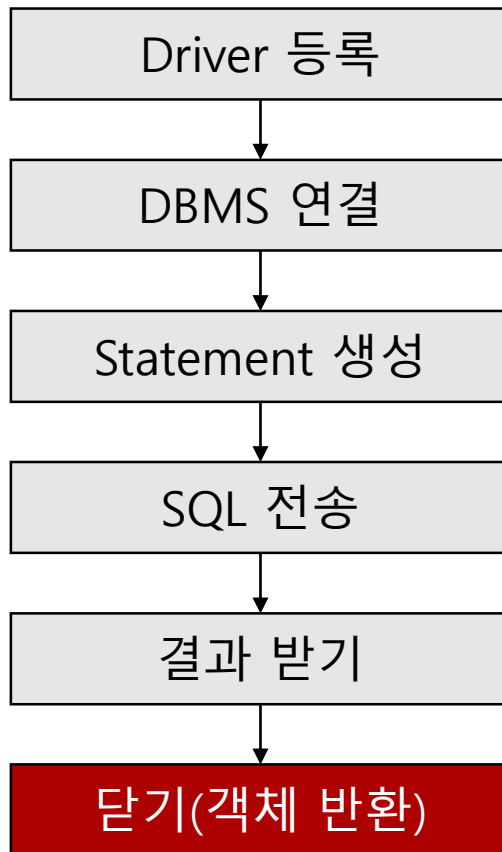 Driver 등록
DBMS 연결
Statement 생성
SQL 전송
결과 받기
닫기(객체 반환)